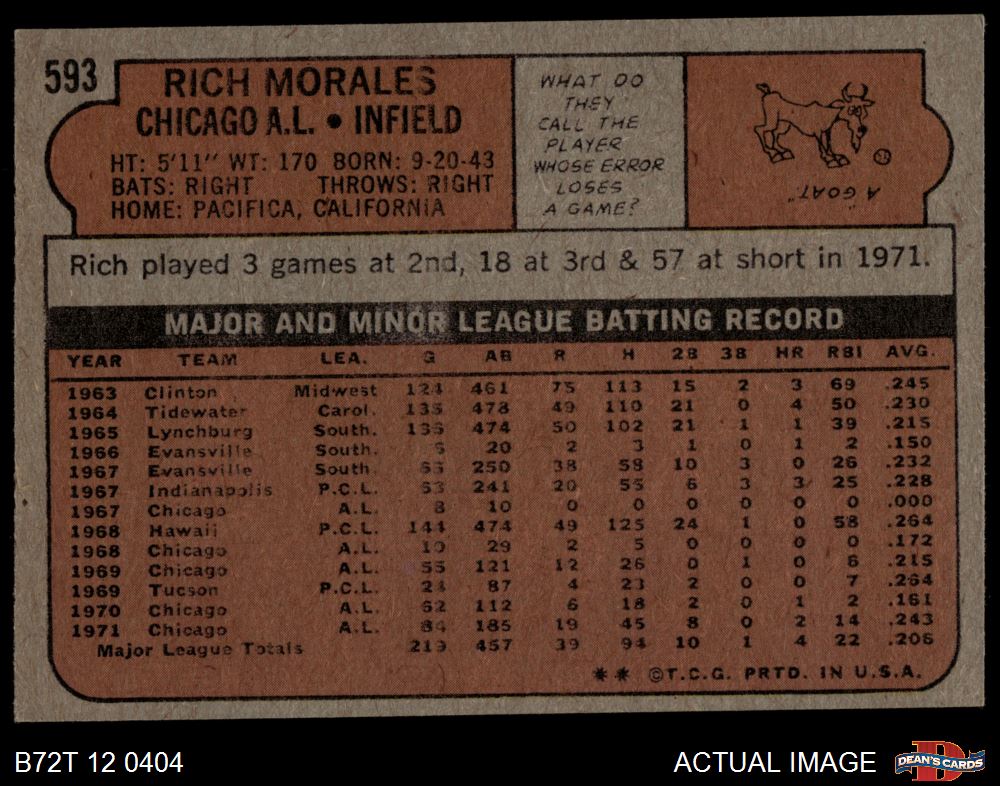 593
RICH MORALES
CHICAGO A.L. • INFIELD
HT: 5'11" WT: 170 BORN: 9-20-43
BATS: RIGHT THROWS: RIGHT
HOME: PACIFICA, CALIFORNIA
WHAT DO
THEY
CALL THE
PLAYER
WHOSE ERROR
LOSES
A GAME?
"A GOAT"
Rich played 3 games at 2nd, 18 at 3rd & 57 at short in 1971.
MAJOR AND MINOR LEAGUE BATTING RECORD
YEAR TEAM LEA. G AB R H 2B 3B HR RBI AVG.
1963 Clinton Midwest 124 461 75 113 15 2 3 69 .245
1964 Tidewater Carol. 135 478 49 110 21 0 4 50 .230
1965 Lynchburg South. 135 474 50 102 21 1 1 39 .215
1966 Evansville South. 20 2 3 1 0 1 2 .150
1967 Evansville South. 250 38 58 10 3 0 26 .232
1967 Indianapolis P.C.L. 53 241 20 55 6 3 3 25 .228
1967 Chicago A.L. 8 10 0 0 0 0 0 0 .000
1968 Hawaii P.C.L. 144 474 49 125 24 1 0 58 .264
1968 Chicago A.L. 10 29 2 5 0 0 0 0 .172
1969 Chicago A.L. 55 121 12 26 0 1 0 6 .215
1969 Tucson P.C.L. 24 87 4 23 2 0 0 7 .264
1970 Chicago A.L. 62 112 6 18 2 0 1 2 .161
1971 Chicago A.L. 84 185 19 45 8 0 2 14 .243
Major League Totals 219 457 39 94 10 1 4 22 .206
** ©T.C.G. PRTD. IN U.S.A.
B72T 12 0404
ACTUAL IMAGE
D
DEAN'S CARDS